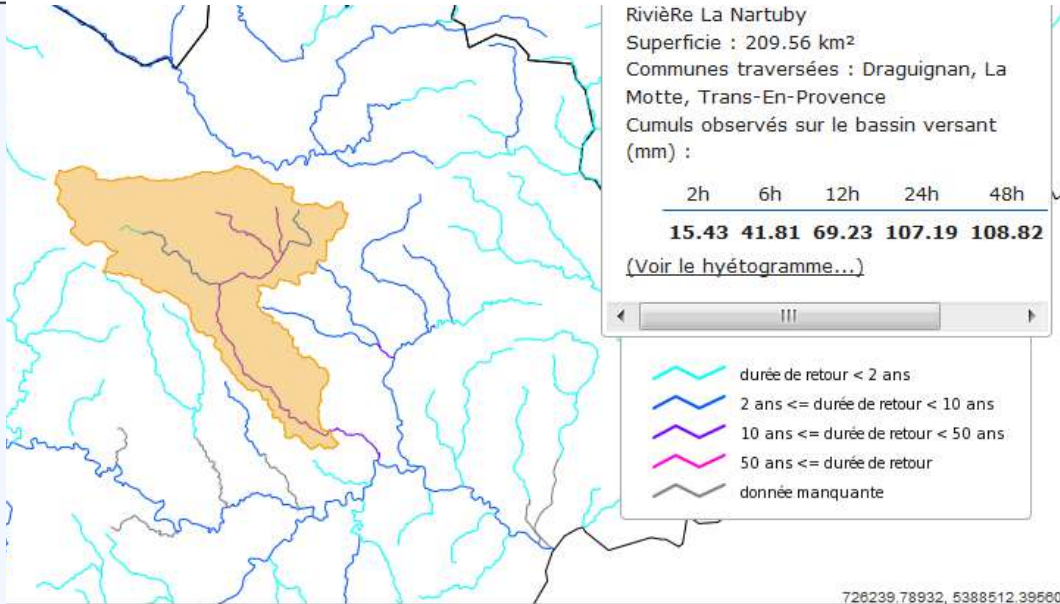 RivièRe La Nartuby
Superficie : 209.56 km²
Communes traversées : Draguignan, La
Motte, Trans-En-Provence
Cumuls observés sur le bassin versant
(mm) :
2h 6h 12h 24h 48h
15.43 41.81 69.23 107.19 108.82
(Voir le hyétogramme...)
durée de retour < 2 ans
2 ans <= durée de retour < 10 ans
10 ans <= durée de retour < 50 ans
50 ans <= durée de retour
donnée manquante
726239.78932, 5388512.39560